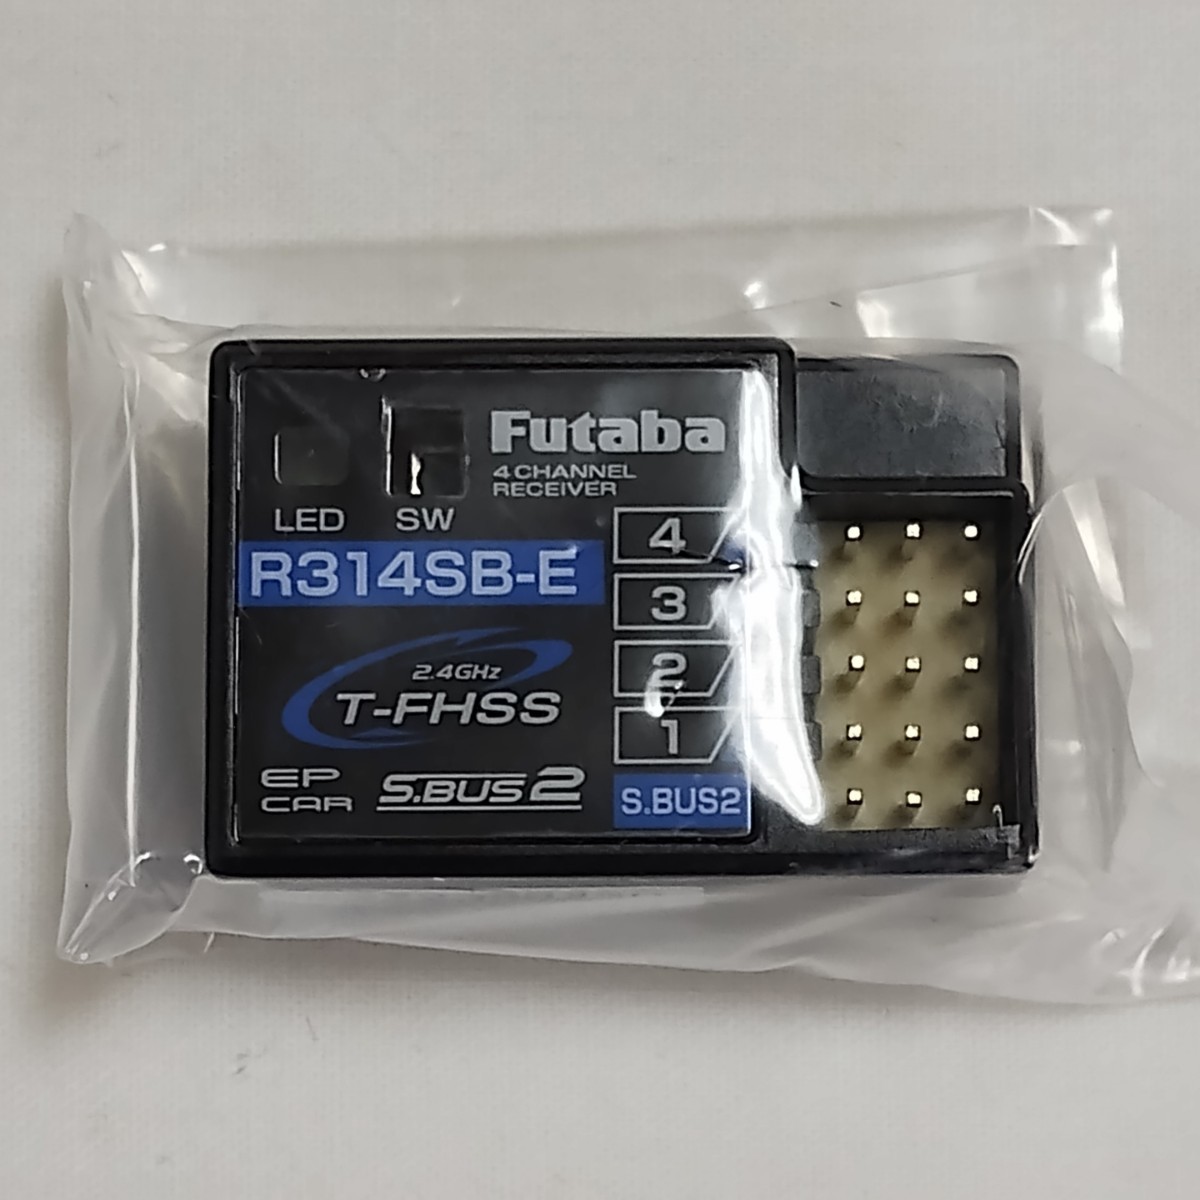 Futaba
4 CHANNEL
RECEIVER
LED SW
R314SB-E
2.4GHz
T-FHSS
EP
CAR
S.BUS2
4
3
2
1
S.BUS2